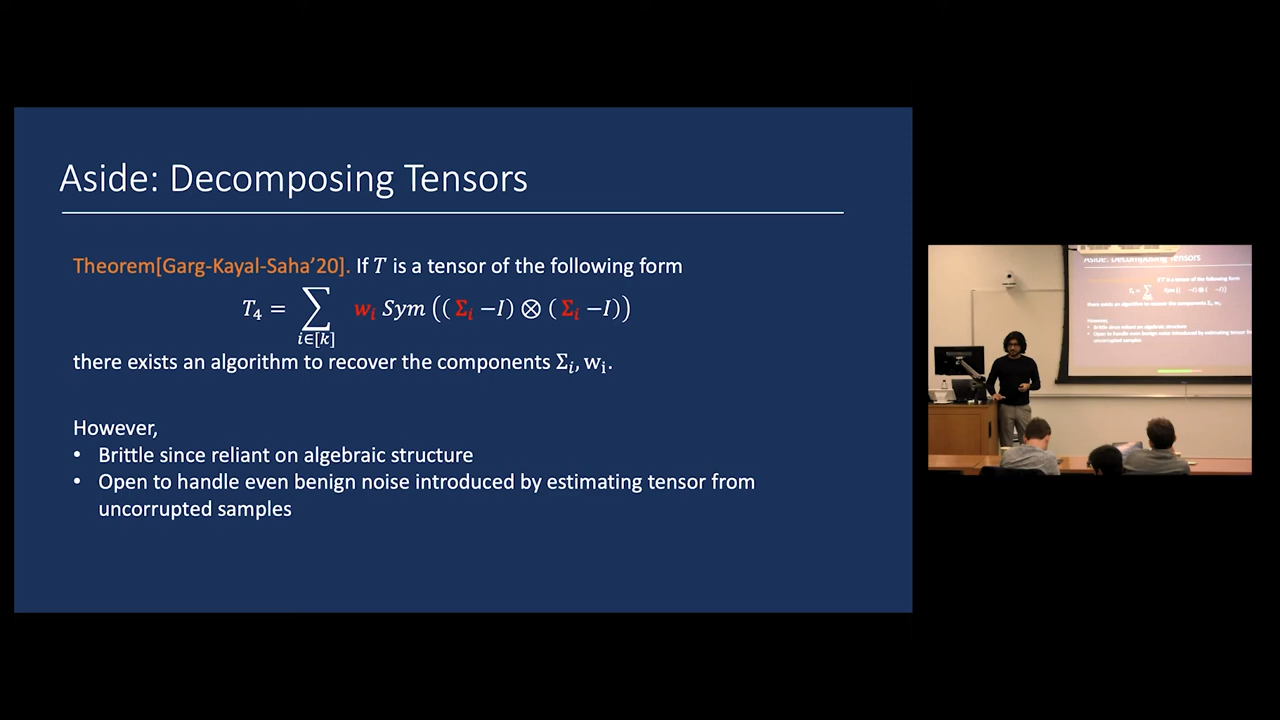 Aside: Decomposing Tensors
Theorem[Garg-Kayal-Saha’20]. If 𝑇 is a tensor of the following form
𝑇₄ = ∑_{i∈[k]} 𝒘ᵢ 𝑆𝑦𝑚 (( 𝚺ᵢ −𝐼) ⊗ ( 𝚺ᵢ −𝐼))
there exists an algorithm to recover the components Σᵢ, wᵢ.
However,
• Brittle since reliant on algebraic structure
• Open to handle even benign noise introduced by estimating tensor from
uncorrupted samples